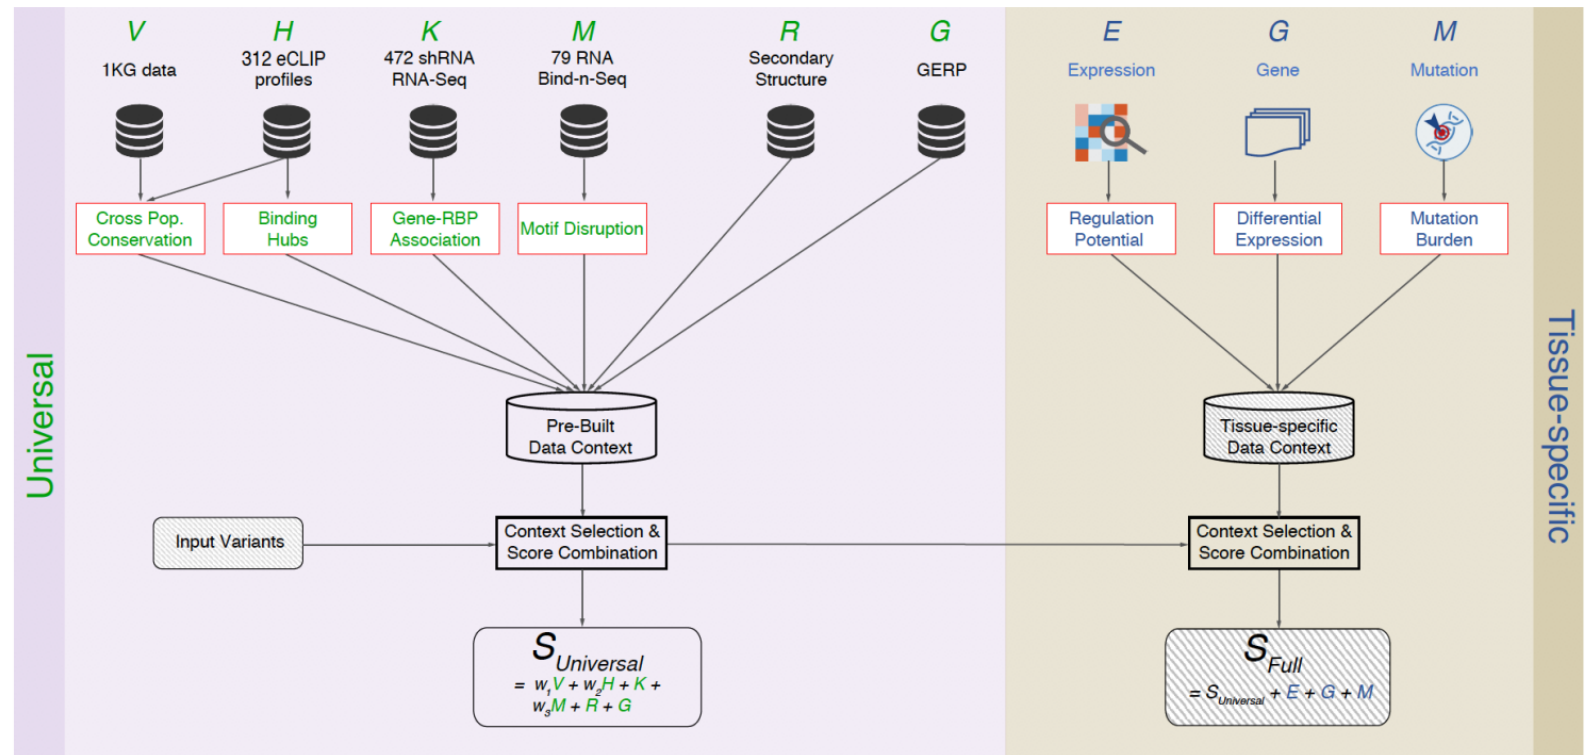 V
H
K
M
R
G
E
G
M
1KG data
312 eCLIP
profiles
472 shRNA
RNA-Seq
79 RNA
Bind-n-Seq
Secondary
Structure
GERP
Expression
Gene
Mutation
Cross Pop.
Conservation
Binding
Hubs
Gene-RBP
Association
Motif Disruption
Regulation
Potential
Differential
Expression
Mutation
Burden
Universal
Tissue-specific
Pre-Built
Data Context
Tissue-specific
Data Context
Input Variants
Context Selection &
Score Combination
Context Selection &
Score Combination
S Universal
= w1V + w2H + K +
w3M + R + G
S Full
= S Universal + E + G + M